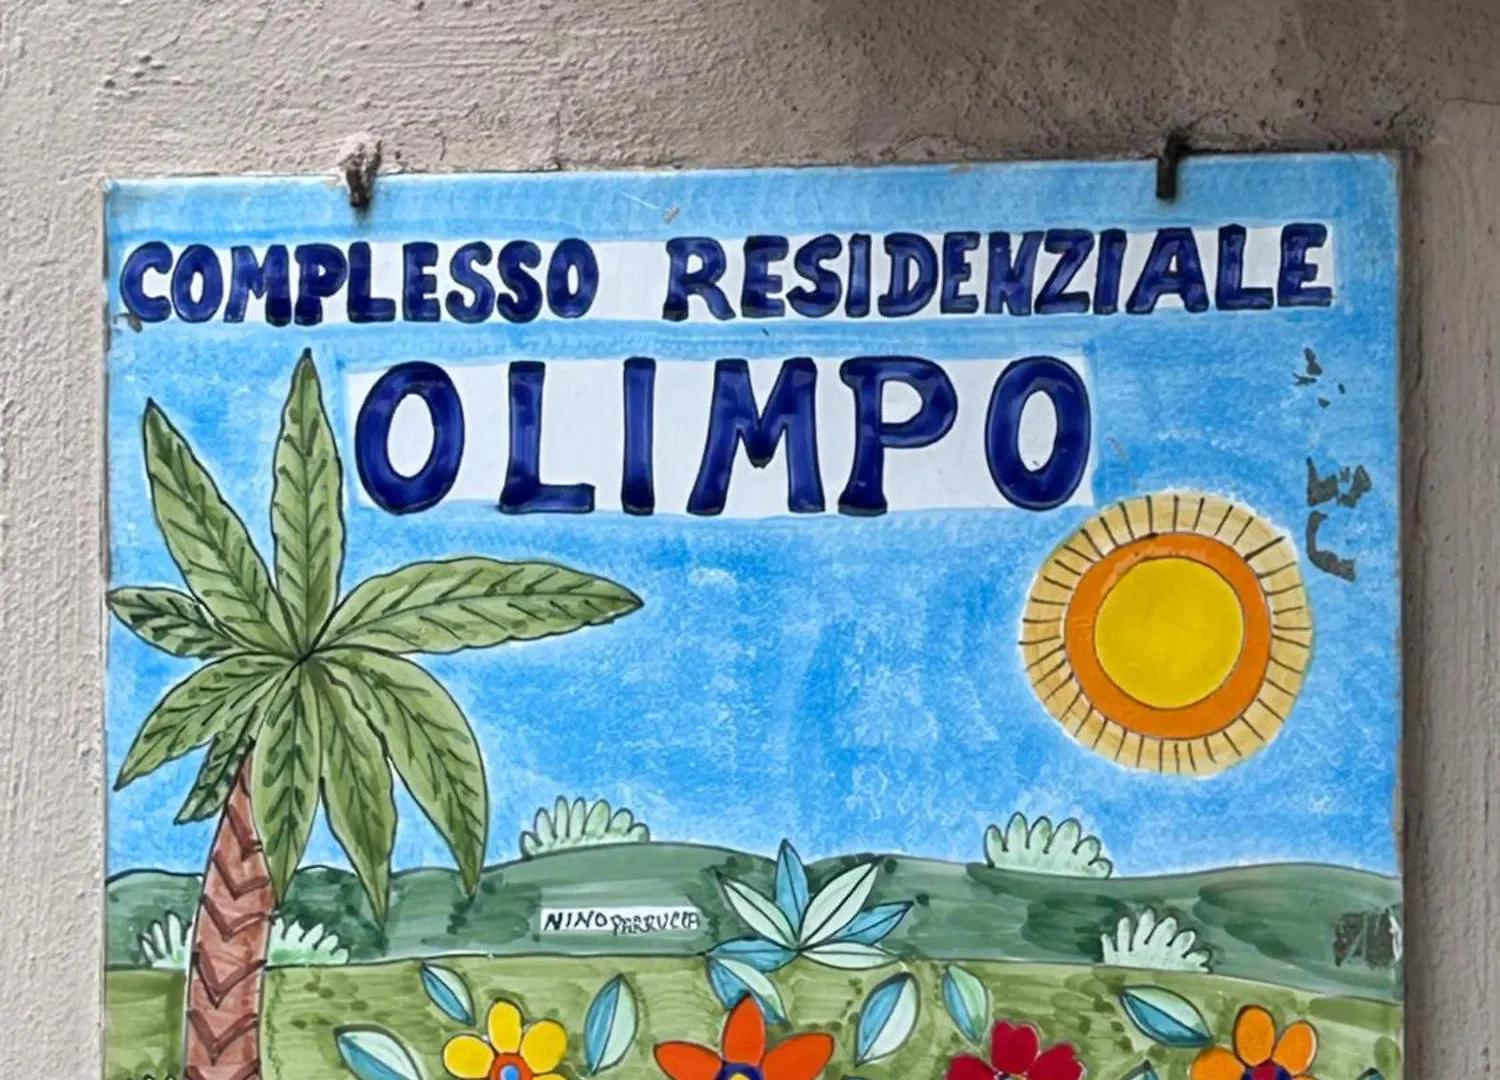 COMPLESSO RESIDENZIALE
OLIMPO
NINO PARRUCCA